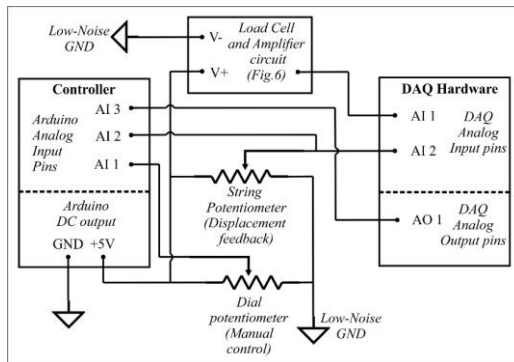 Low-Noise
GND
V-
V+
Load Cell
and Amplifier
circuit
(Fig.6)
Controller
AI 3
AI 2
AI 1
Arduino
Analog
Input
Pins
Arduino
DC output
GND +5V
DAQ Hardware
AI 1
AI 2
DAQ
Analog
Input pins
AO 1
DAQ
Analog
Output pins
String
Potentiometer
(Displacement
feedback)
Dial
potentiometer
(Manual
control)
Low-Noise
GND